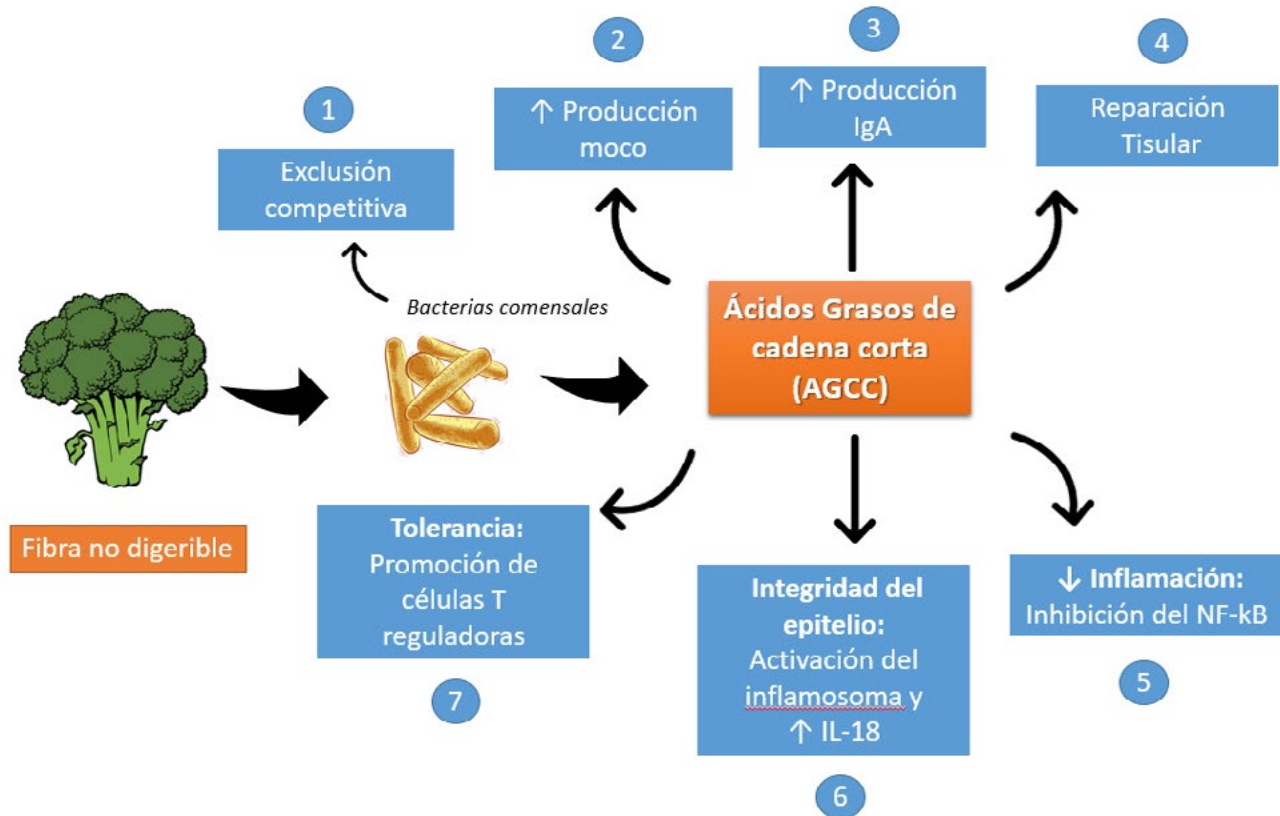 1
Exclusión
competitiva
2
↑ Producción
moco
3
↑ Producción
IgA
4
Reparación
Tisular
Bacterias comensales
Ácidos Grasos de
cadena corta
(AGCC)
Fibra no digerible
↓ Inflamación:
Inhibición del NF-kB
5
Integridad del
epitelio:
Activación del
inflamosoma y
↑ IL-18
6
Tolerancia:
Promoción de
células T
reguladoras
7